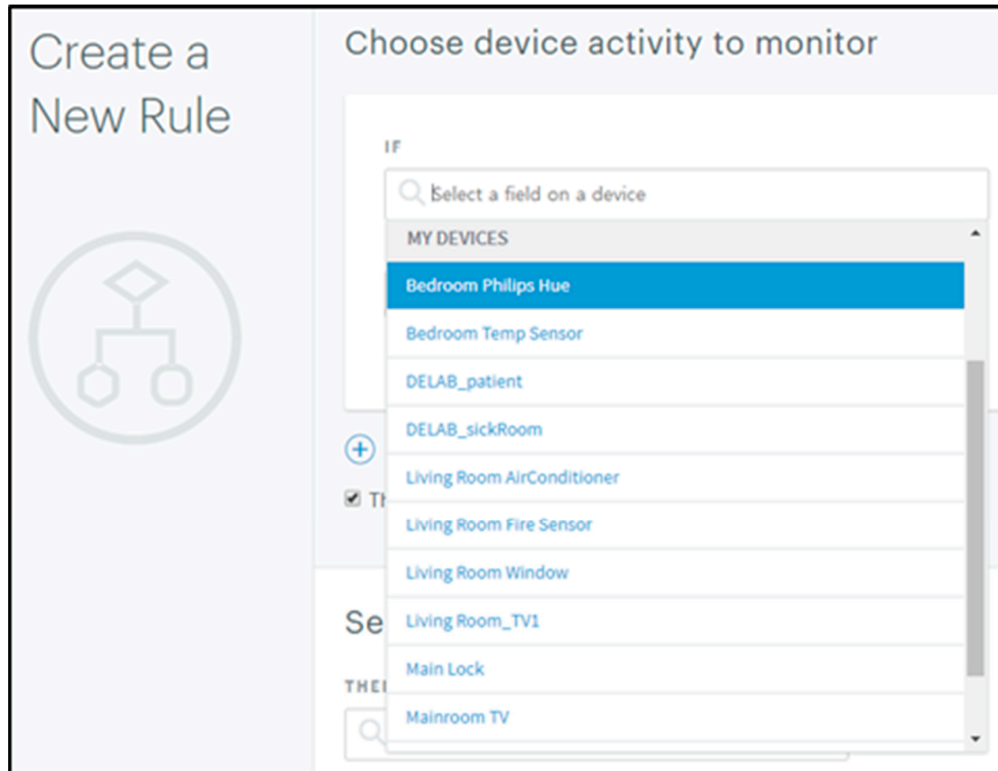 Create a
New Rule
Choose device activity to monitor
IF
Select a field on a device
MY DEVICES
Bedroom Philips Hue
Bedroom Temp Sensor
DELAB_patient
DELAB_sickRoom
Living Room AirConditioner
Living Room Fire Sensor
Living Room Window
Living Room_TV1
Main Lock
Mainroom TV